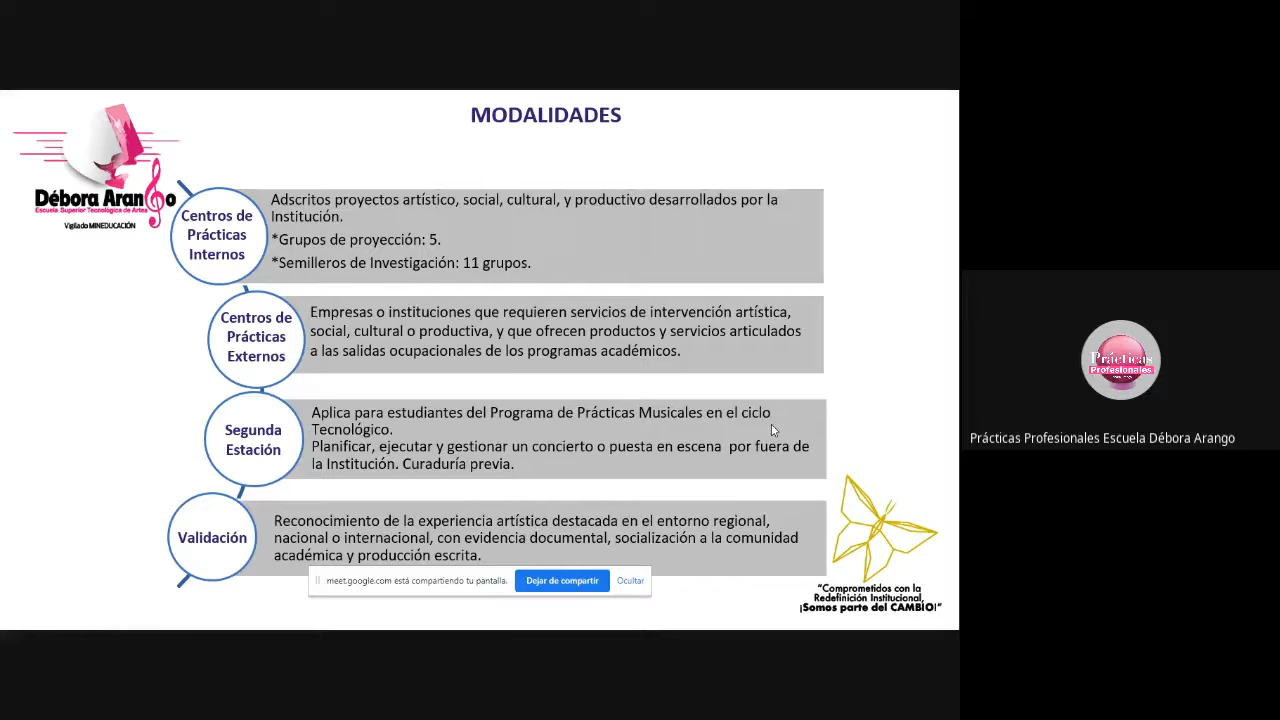 MODALIDADES
Débora Arango
Escuela Superior Tecnológica de Artes
Vigilado MINEDUCACIÓN
Centros de
Prácticas
Internos
Adscritos proyectos artístico, social, cultural, y productivo desarrollados por la
Institución.
*Grupos de proyección: 5.
*Semilleros de Investigación: 11 grupos.
Centros de
Prácticas
Externos
Empresas o instituciones que requieren servicios de intervención artística,
social, cultural o productiva, y que ofrecen productos y servicios articulados
a las salidas ocupacionales de los programas académicos.
Segunda
Estación
Aplica para estudiantes del Programa de Prácticas Musicales en el ciclo
Tecnológico.
Planificar, ejecutar y gestionar un concierto o puesta en escena por fuera de
la Institución. Curaduría previa.
Validación
Reconocimiento de la experiencia artística destacada en el entorno regional,
nacional o internacional, con evidencia documental, socialización a la comunidad
académica y producción escrita.
meet.google.com está compartiendo tu pantalla.
Dejar de compartir
Ocultar
“Comprometidos con la
Redefinición Institucional,
¡Somos parte del CAMBIO!”
Prácticas
Profesionales
Prácticas Profesionales Escuela Débora Arango